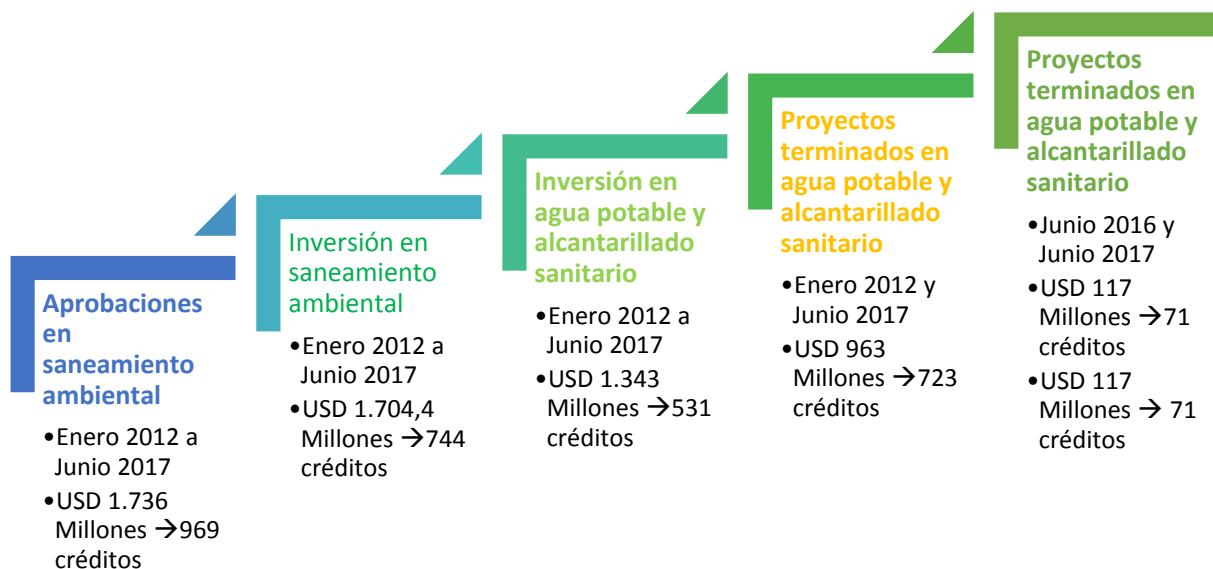 Aprobaciones
en
saneamiento
ambiental
•Enero 2012 a
Junio 2017
•USD 1.736
Millones →969
créditos
Inversión en
saneamiento
ambiental
•Enero 2012 a
Junio 2017
•USD 1.704,4
Millones →744
créditos
Inversión en
agua potable y
alcantarillado
sanitario
•Enero 2012 a
Junio 2017
•USD 1.343
Millones →531
créditos
Proyectos
terminados en
agua potable y
alcantarillado
sanitario
•Enero 2012 y
Junio 2017
•USD 963
Millones →723
créditos
Proyectos
terminados en
agua potable y
alcantarillado
sanitario
•Junio 2016 y
Junio 2017
•USD 117
Millones →71
créditos
•USD 117
Millones → 71
créditos